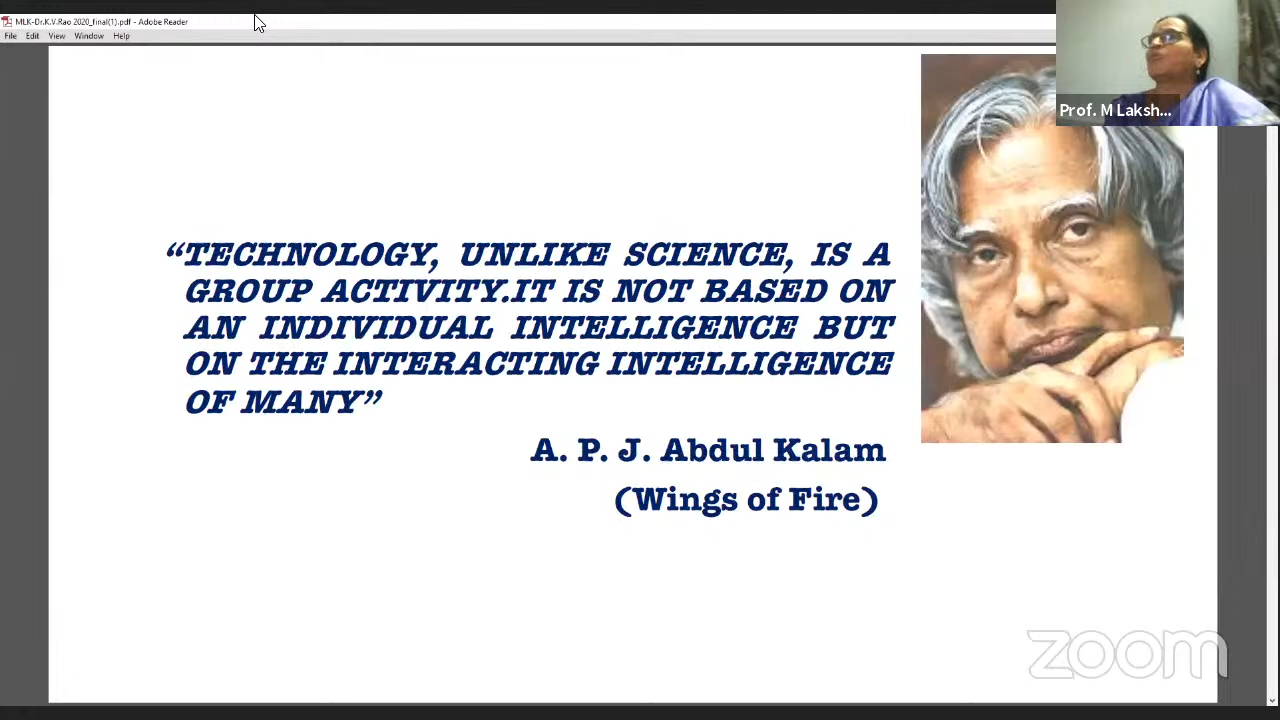 MLK-Dr.K.V.Rao 2020_final(1).pdf - Adobe Reader
File Edit View Window Help
Prof. M Laksh...
“TECHNOLOGY, UNLIKE SCIENCE, IS A
GROUP ACTIVITY.IT IS NOT BASED ON
AN INDIVIDUAL INTELLIGENCE BUT
ON THE INTERACTING INTELLIGENCE
OF MANY”
A. P. J. Abdul Kalam
(Wings of Fire)
zoom